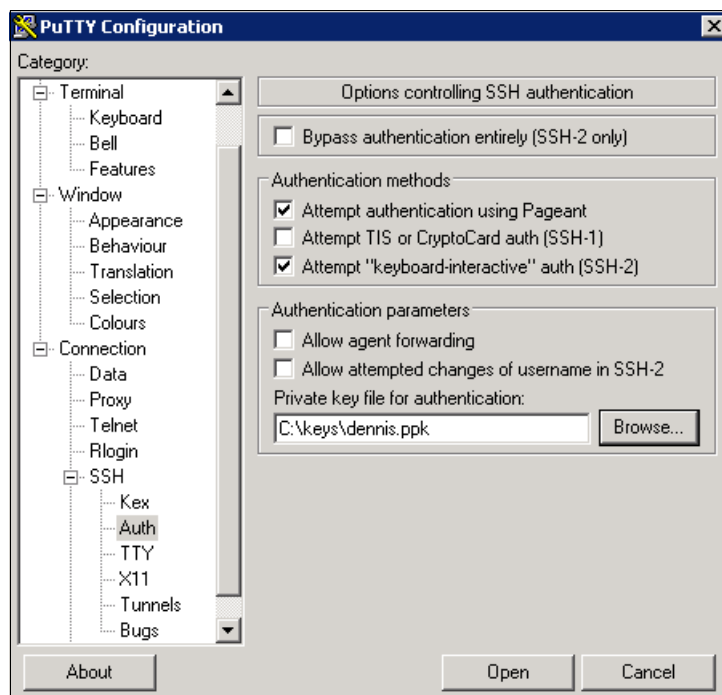 PuTTY Configuration
Category:
Terminal
Keyboard
Bell
Features
Window
Appearance
Behaviour
Translation
Selection
Colours
Connection
Data
Proxy
Telnet
Rlogin
SSH
Kex
Auth
TTY
X11
Tunnels
Bugs
Options controlling SSH authentication
Bypass authentication entirely (SSH-2 only)
Authentication methods
Attempt authentication using Pageant
Attempt TIS or CryptoCard auth (SSH-1)
Attempt "keyboard-interactive" auth (SSH-2)
Authentication parameters
Allow agent forwarding
Allow attempted changes of username in SSH-2
Private key file for authentication:
C:\keys\dennis.ppk
Browse...
About
Open
Cancel